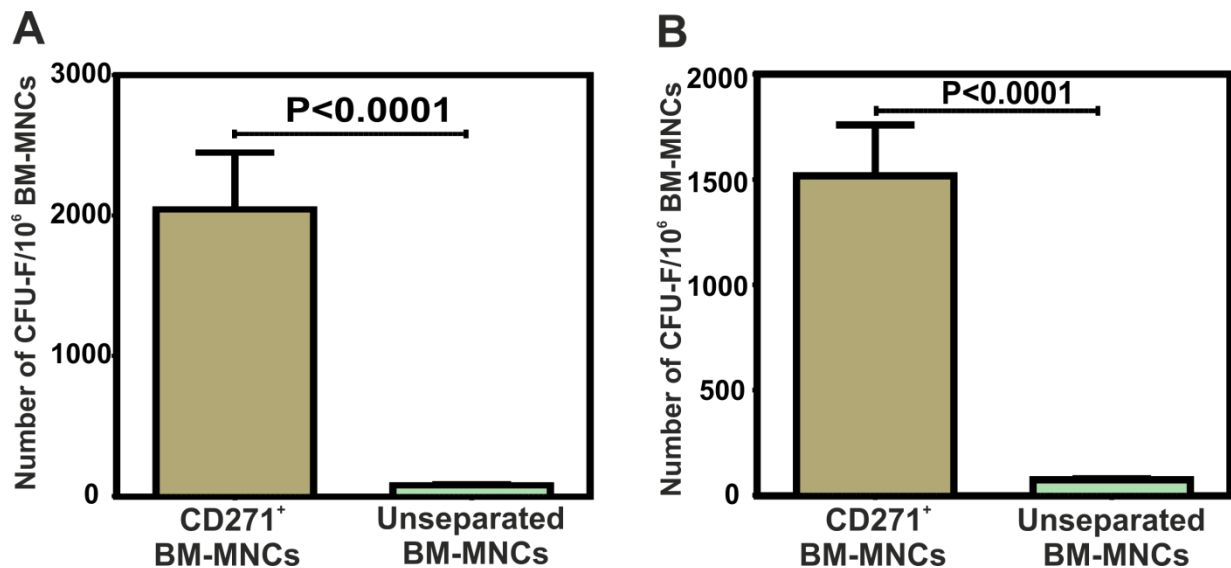 A
Number of CFU-F/10⁶ BM-MNCs
3000
2000
1000
0
P<0.0001
CD271⁺
BM-MNCs
Unseparated
BM-MNCs
B
Number of CFU-F/10⁶ BM-MNCs
2000
1500
1000
500
0
P<0.0001
CD271⁺
BM-MNCs
Unseparated
BM-MNCs